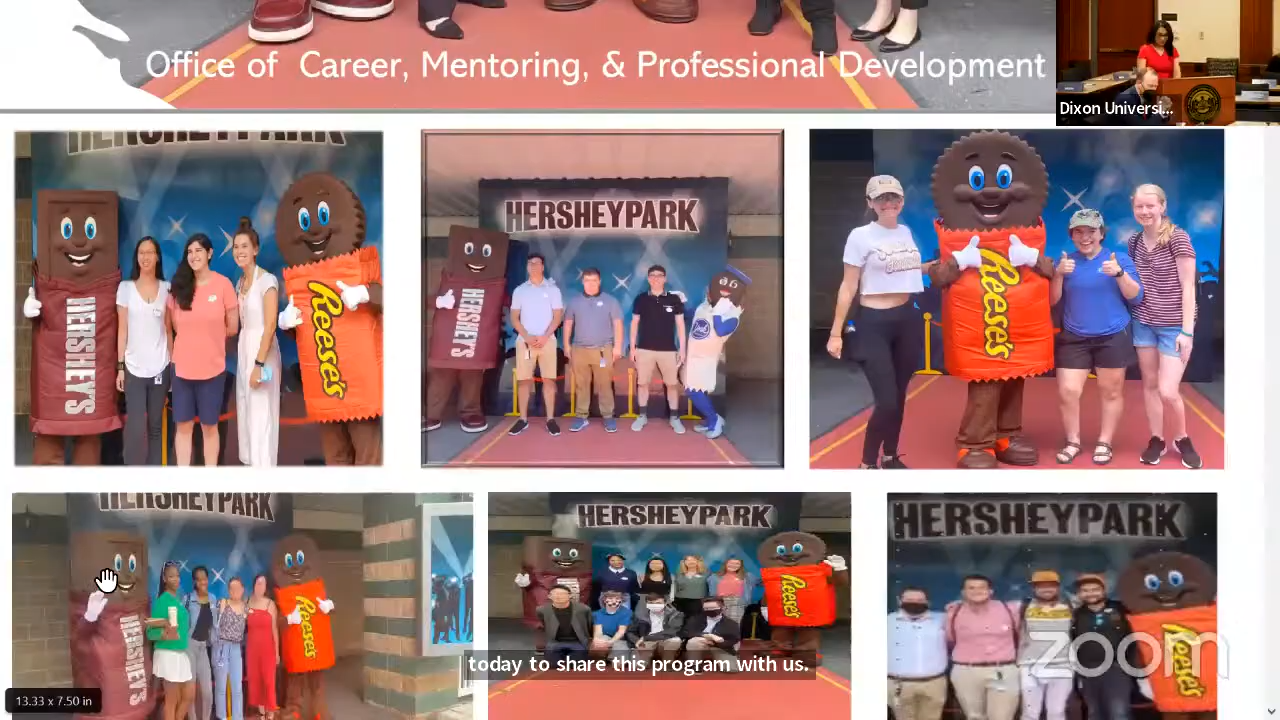 Office of Career, Mentoring, & Professional Development
Dixon Universi...
HERSHEYPARK
HERSHEY'S
Reese's
HERSHEYPARK
HERSHEY'S
Reese's
HERSHEYPARK
HERSHEY'S
Reese's
HERSHEYPARK
Reese's
HERSHEYPARK
Reese's
today to share this program with us.
zoom
13.33 x 7.50 in